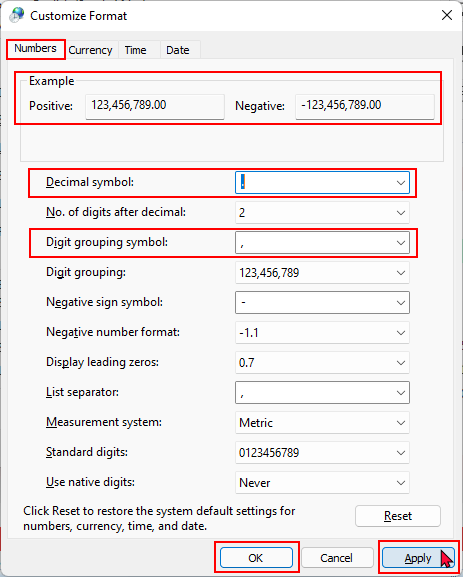 Customize Format
Numbers Currency Time Date
Example
Positive: 123,456,789.00 Negative: -123,456,789.00
Decimal symbol: .
No. of digits after decimal: 2
Digit grouping symbol: ,
Digit grouping: 123,456,789
Negative sign symbol: -
Negative number format: -1.1
Display leading zeros: 0.7
List separator: ,
Measurement system: Metric
Standard digits: 0123456789
Use native digits: Never
Click Reset to restore the system default settings for
numbers, currency, time, and date.
Reset
OK Cancel Apply